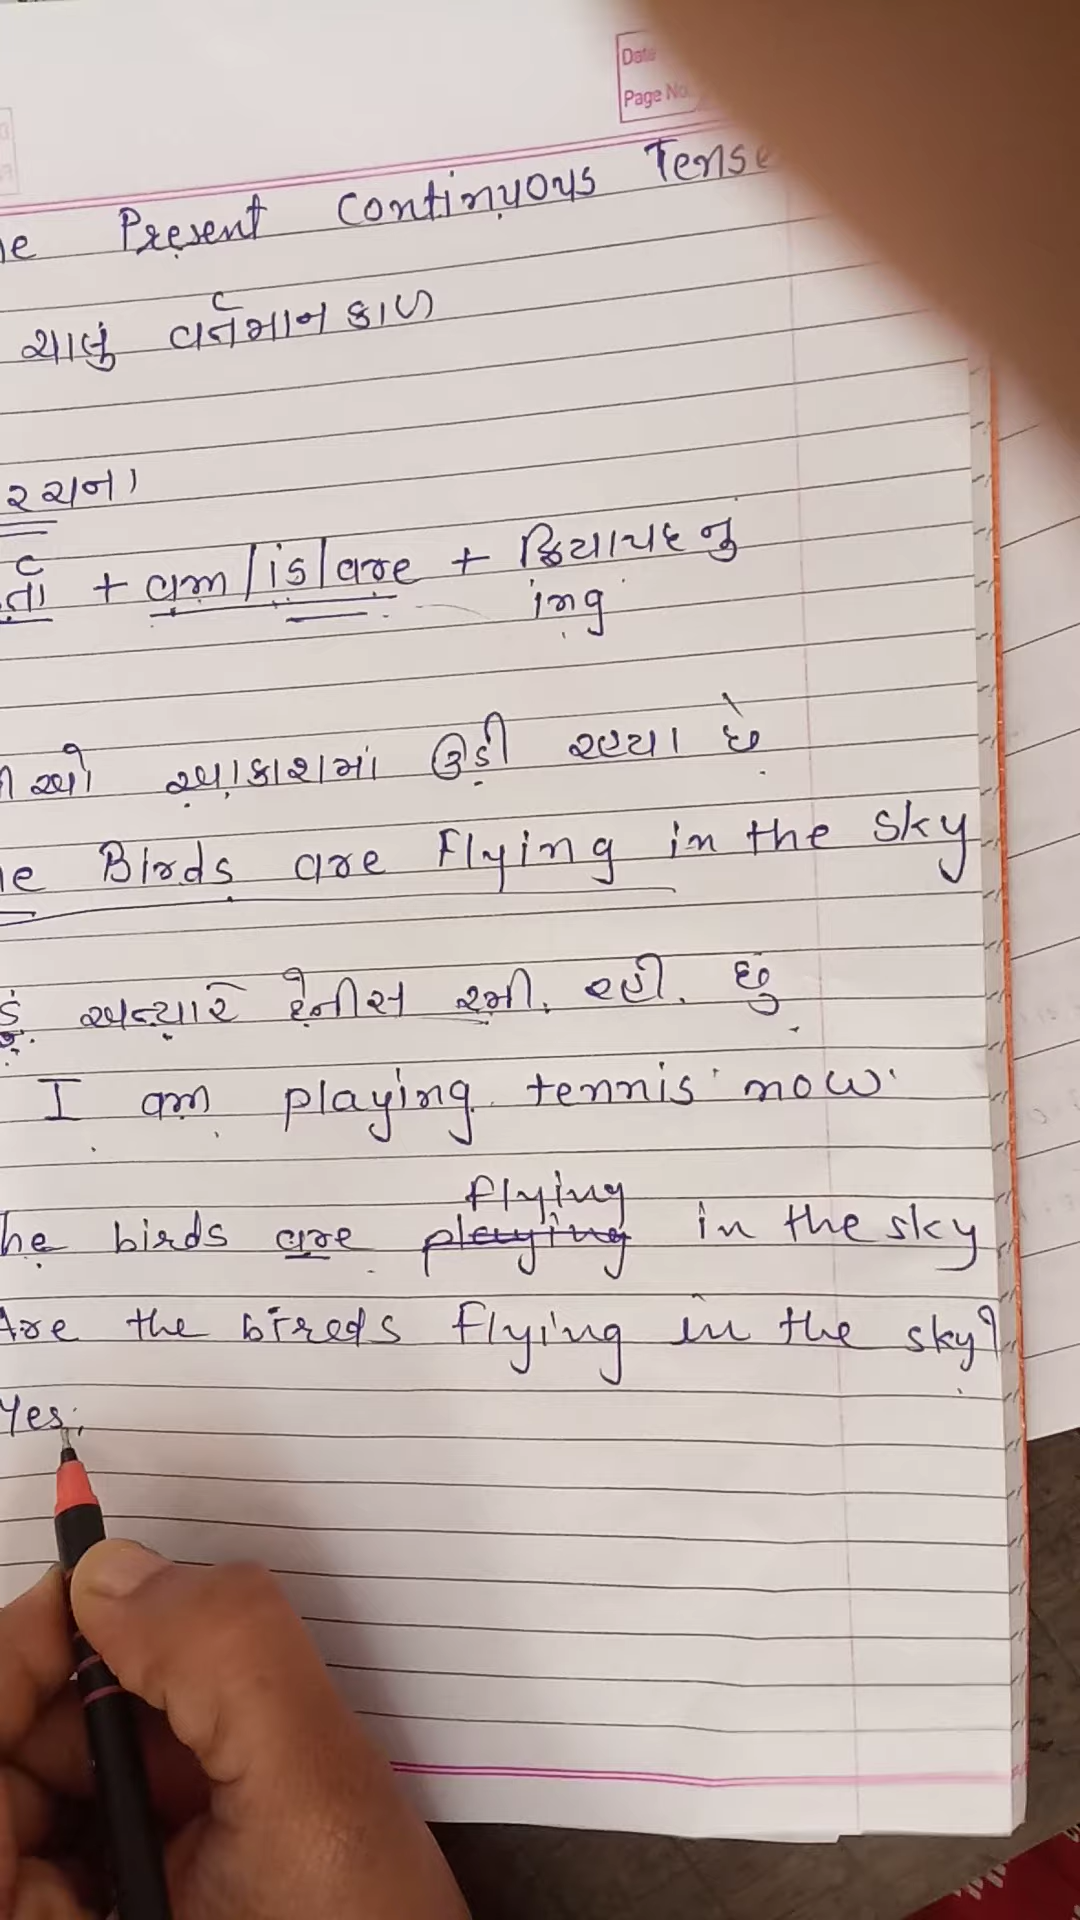 Date
Page No.
Present Continuous Tense
ચાલું વર્તમાન કાળ
રચના
+ am / is / are + ક્રિયાપદ નુ
ing
આકાશમાં ઉડી રહ્યા છે
Birds are Flying in the sky
અત્યારે ટેનીસ રમી રહી છું
I am playing tennis now.
flying
he birds are playing in the sky
Are the bireds flying in the sky?
Yes,